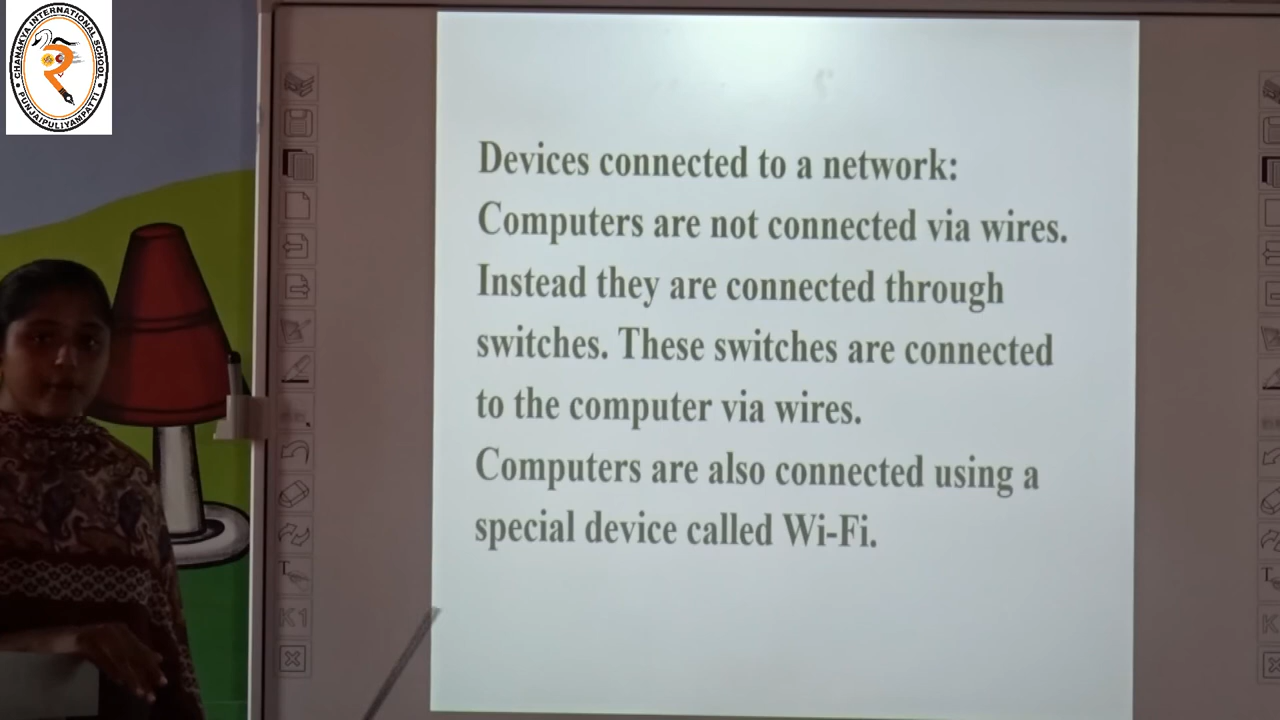 CHANAKYA INTERNATIONAL SCHOOL
PUNJAIPULIYAMPATTI
Devices connected to a network:
Computers are not connected via wires.
Instead they are connected through
switches. These switches are connected
to the computer via wires.
Computers are also connected using a
special device called Wi-Fi.
T
K1
T
K